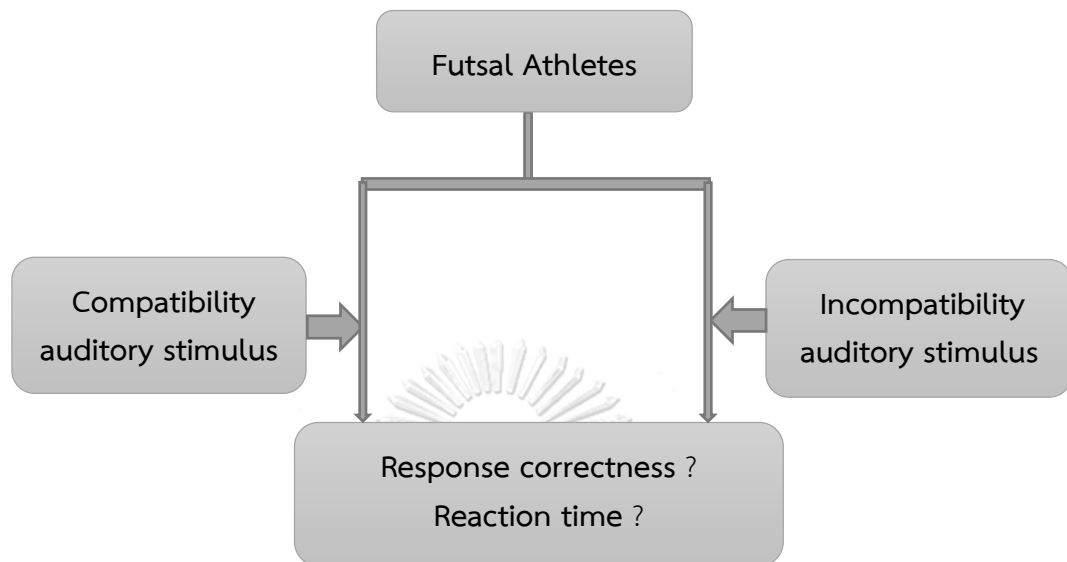 Futsal Athletes
Compatibility
auditory stimulus
Incompatibility
auditory stimulus
Response correctness ?
Reaction time ?